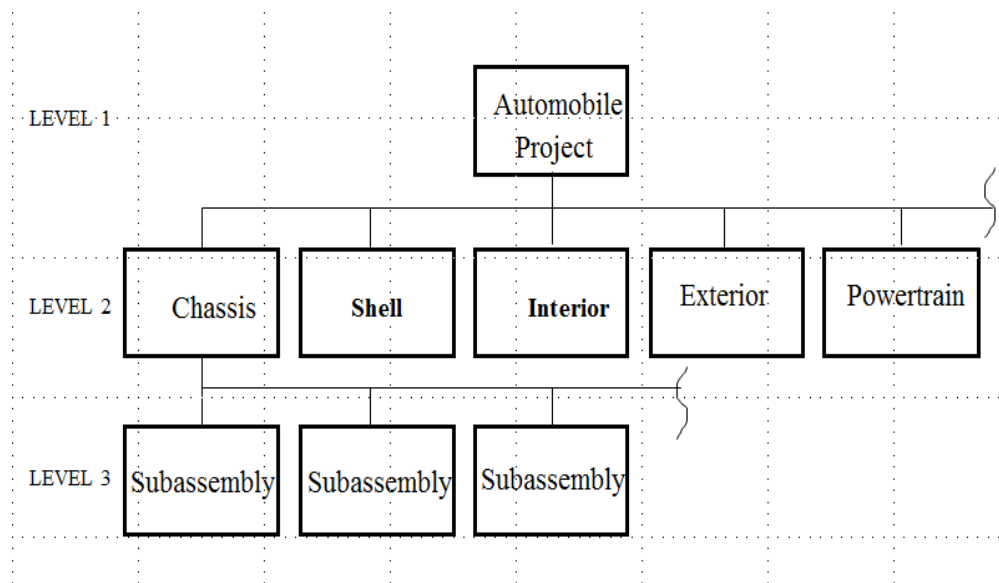 LEVEL 1
Automobile
Project
LEVEL 2
Chassis
Shell
Interior
Exterior
Powertrain
LEVEL 3
Subassembly
Subassembly
Subassembly